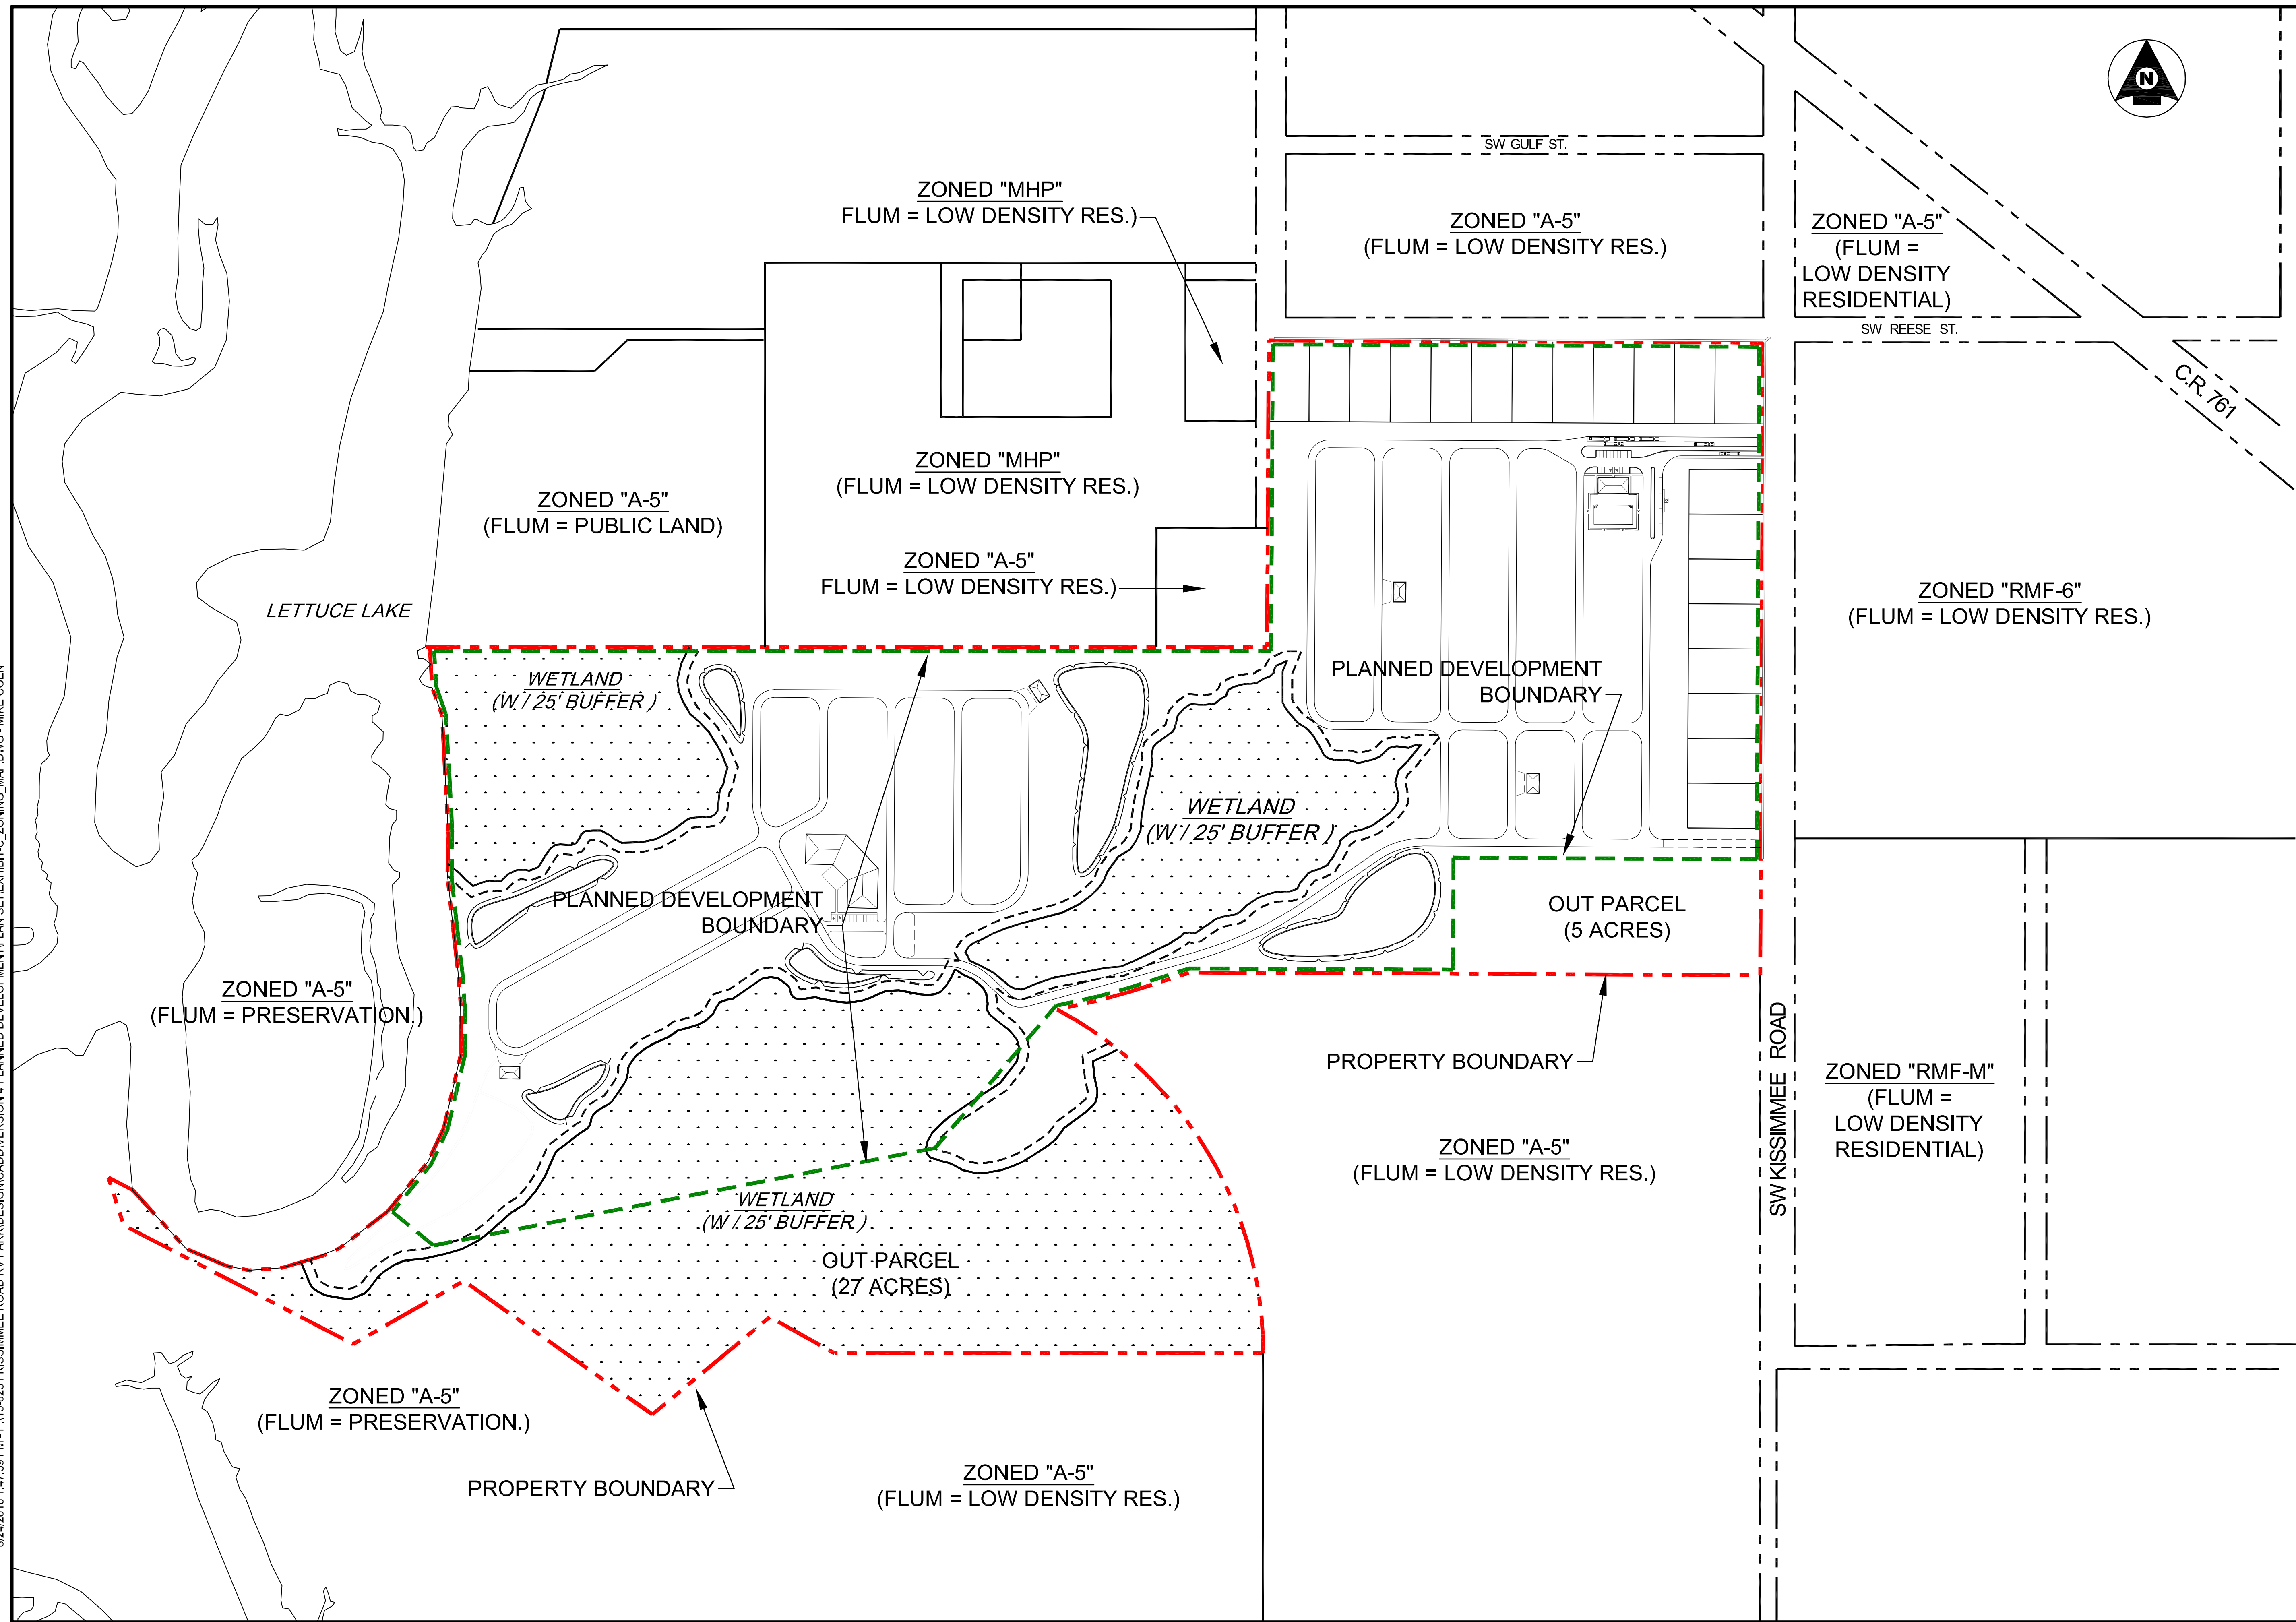 N
SW GULF ST.
ZONED "MHP"
FLUM = LOW DENSITY RES.)
ZONED "A-5"
(FLUM = LOW DENSITY RES.)
ZONED "A-5"
(FLUM =
LOW DENSITY
RESIDENTIAL)
SW REESE ST.
C.R. 761
ZONED "MHP"
(FLUM = LOW DENSITY RES.)
ZONED "A-5"
(FLUM = PUBLIC LAND)
ZONED "A-5"
FLUM = LOW DENSITY RES.)
LETTUCE LAKE
ZONED "RMF-6"
(FLUM = LOW DENSITY RES.)
WETLAND
(W / 25' BUFFER )
PLANNED DEVELOPMENT
BOUNDARY
WETLAND
(W / 25' BUFFER )
PLANNED DEVELOPMENT
BOUNDARY
OUT PARCEL
(5 ACRES)
ZONED "A-5"
(FLUM = PRESERVATION.)
PROPERTY BOUNDARY
SW KISSIMMEE ROAD
ZONED "RMF-M"
(FLUM =
LOW DENSITY
RESIDENTIAL)
ZONED "A-5"
(FLUM = LOW DENSITY RES.)
WETLAND
(W / 25' BUFFER )
OUT PARCEL
(27 ACRES)
ZONED "A-5"
(FLUM = PRESERVATION.)
PROPERTY BOUNDARY
ZONED "A-5"
(FLUM = LOW DENSITY RES.)